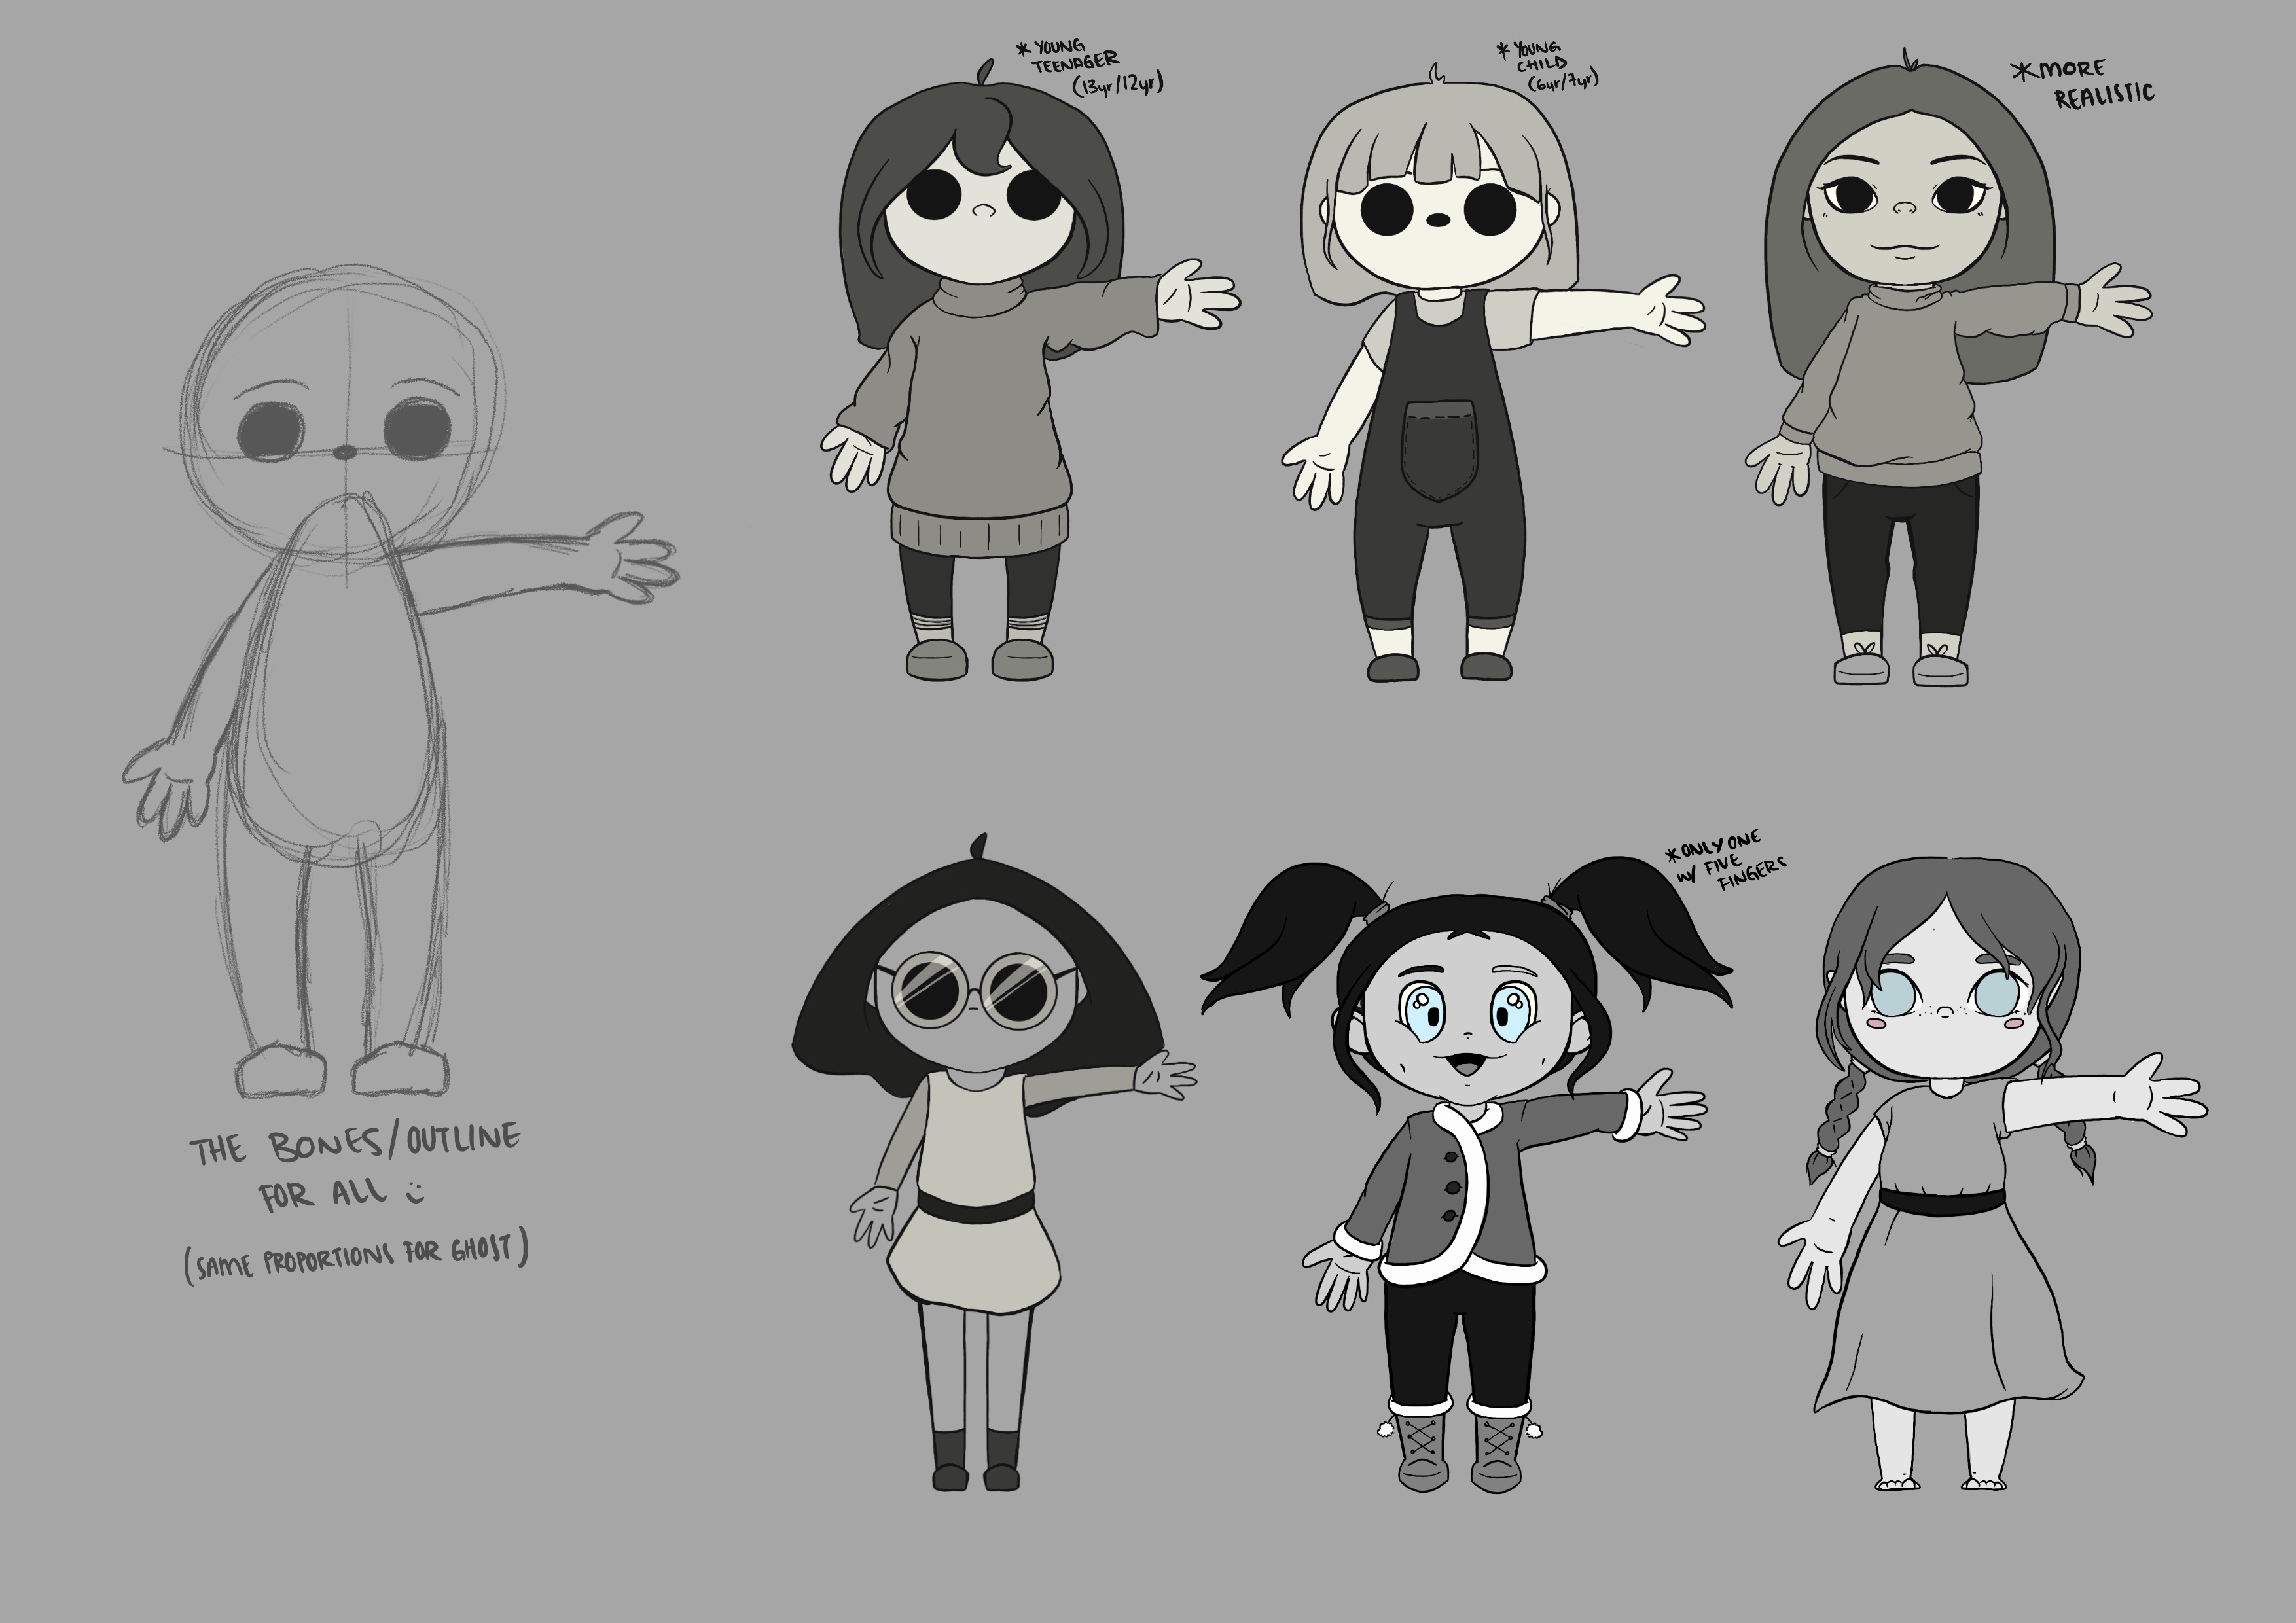 * YOUNG
TEENAGER
(13yr/12yr)
* YOUNG
CHILD
(6yr/7yr)
*MORE
REALISTIC
*ONLY ONE
W/ FIVE
FINGERS
THE BONES/OUTLINE
FOR ALL :)
(SAME PROPORTIONS FOR GHOST)